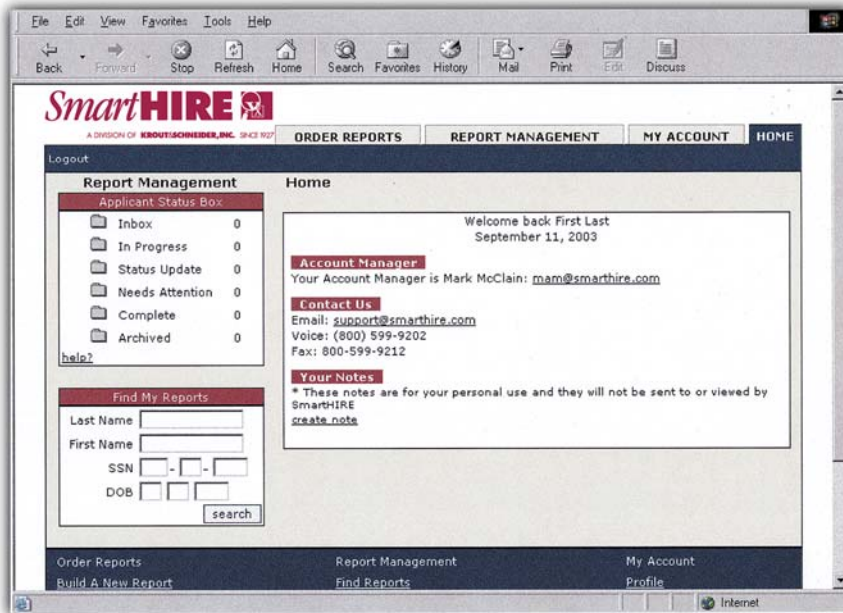 File Edit View Favorites Tools Help
Back Forward Stop Refresh Home Search Favorites History Mail Print Edit Discuss
SmartHIRE
A DIVISION OF KROUT&SCHNEIDER, INC. SINCE 1927
ORDER REPORTS REPORT MANAGEMENT MY ACCOUNT HOME
Logout
Report Management
Applicant Status Box
Inbox 0
In Progress 0
Status Update 0
Needs Attention 0
Complete 0
Archived 0
help?
Find My Reports
Last Name
First Name
SSN - -
DOB
search
Home
Welcome back First Last
September 11, 2003
Account Manager
Your Account Manager is Mark McClain: mam@smarthire.com
Contact Us
Email: support@smarthire.com
Voice: (800) 599-9202
Fax: 800-599-9212
Your Notes
* These notes are for your personal use and they will not be sent to or viewed by
SmartHIRE
create note
Order Reports Report Management My Account
Build A New Report Find Reports Profile
Internet